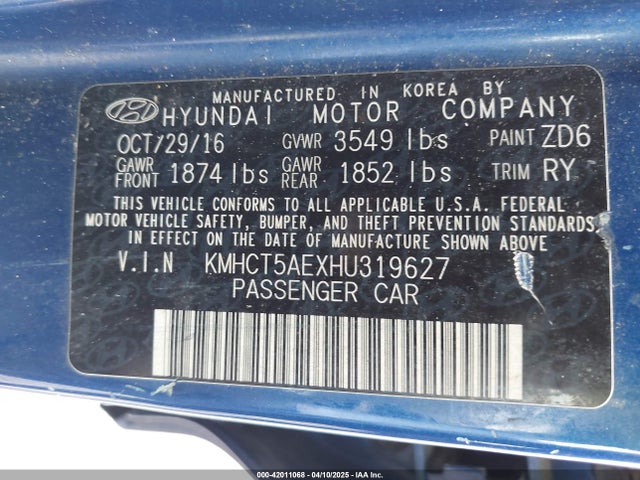 MANUFACTURED IN KOREA BY
HYUNDAI MOTOR COMPANY
OCT/29/16 GVWR 3549 lbs PAINT ZD6
GAWR FRONT 1874 lbs GAWR REAR 1852 lbs TRIM RY
THIS VEHICLE CONFORMS TO ALL APPLICABLE U.S.A. FEDERAL
MOTOR VEHICLE SAFETY, BUMPER, AND THEFT PREVENTION STANDARDS
IN EFFECT ON THE DATE OF MANUFACTURE SHOWN ABOVE
V.I.N KMHCT5AEXHU319627
PASSENGER CAR
000-42011068 - 04/10/2025 - Copyright IAA, Inc.